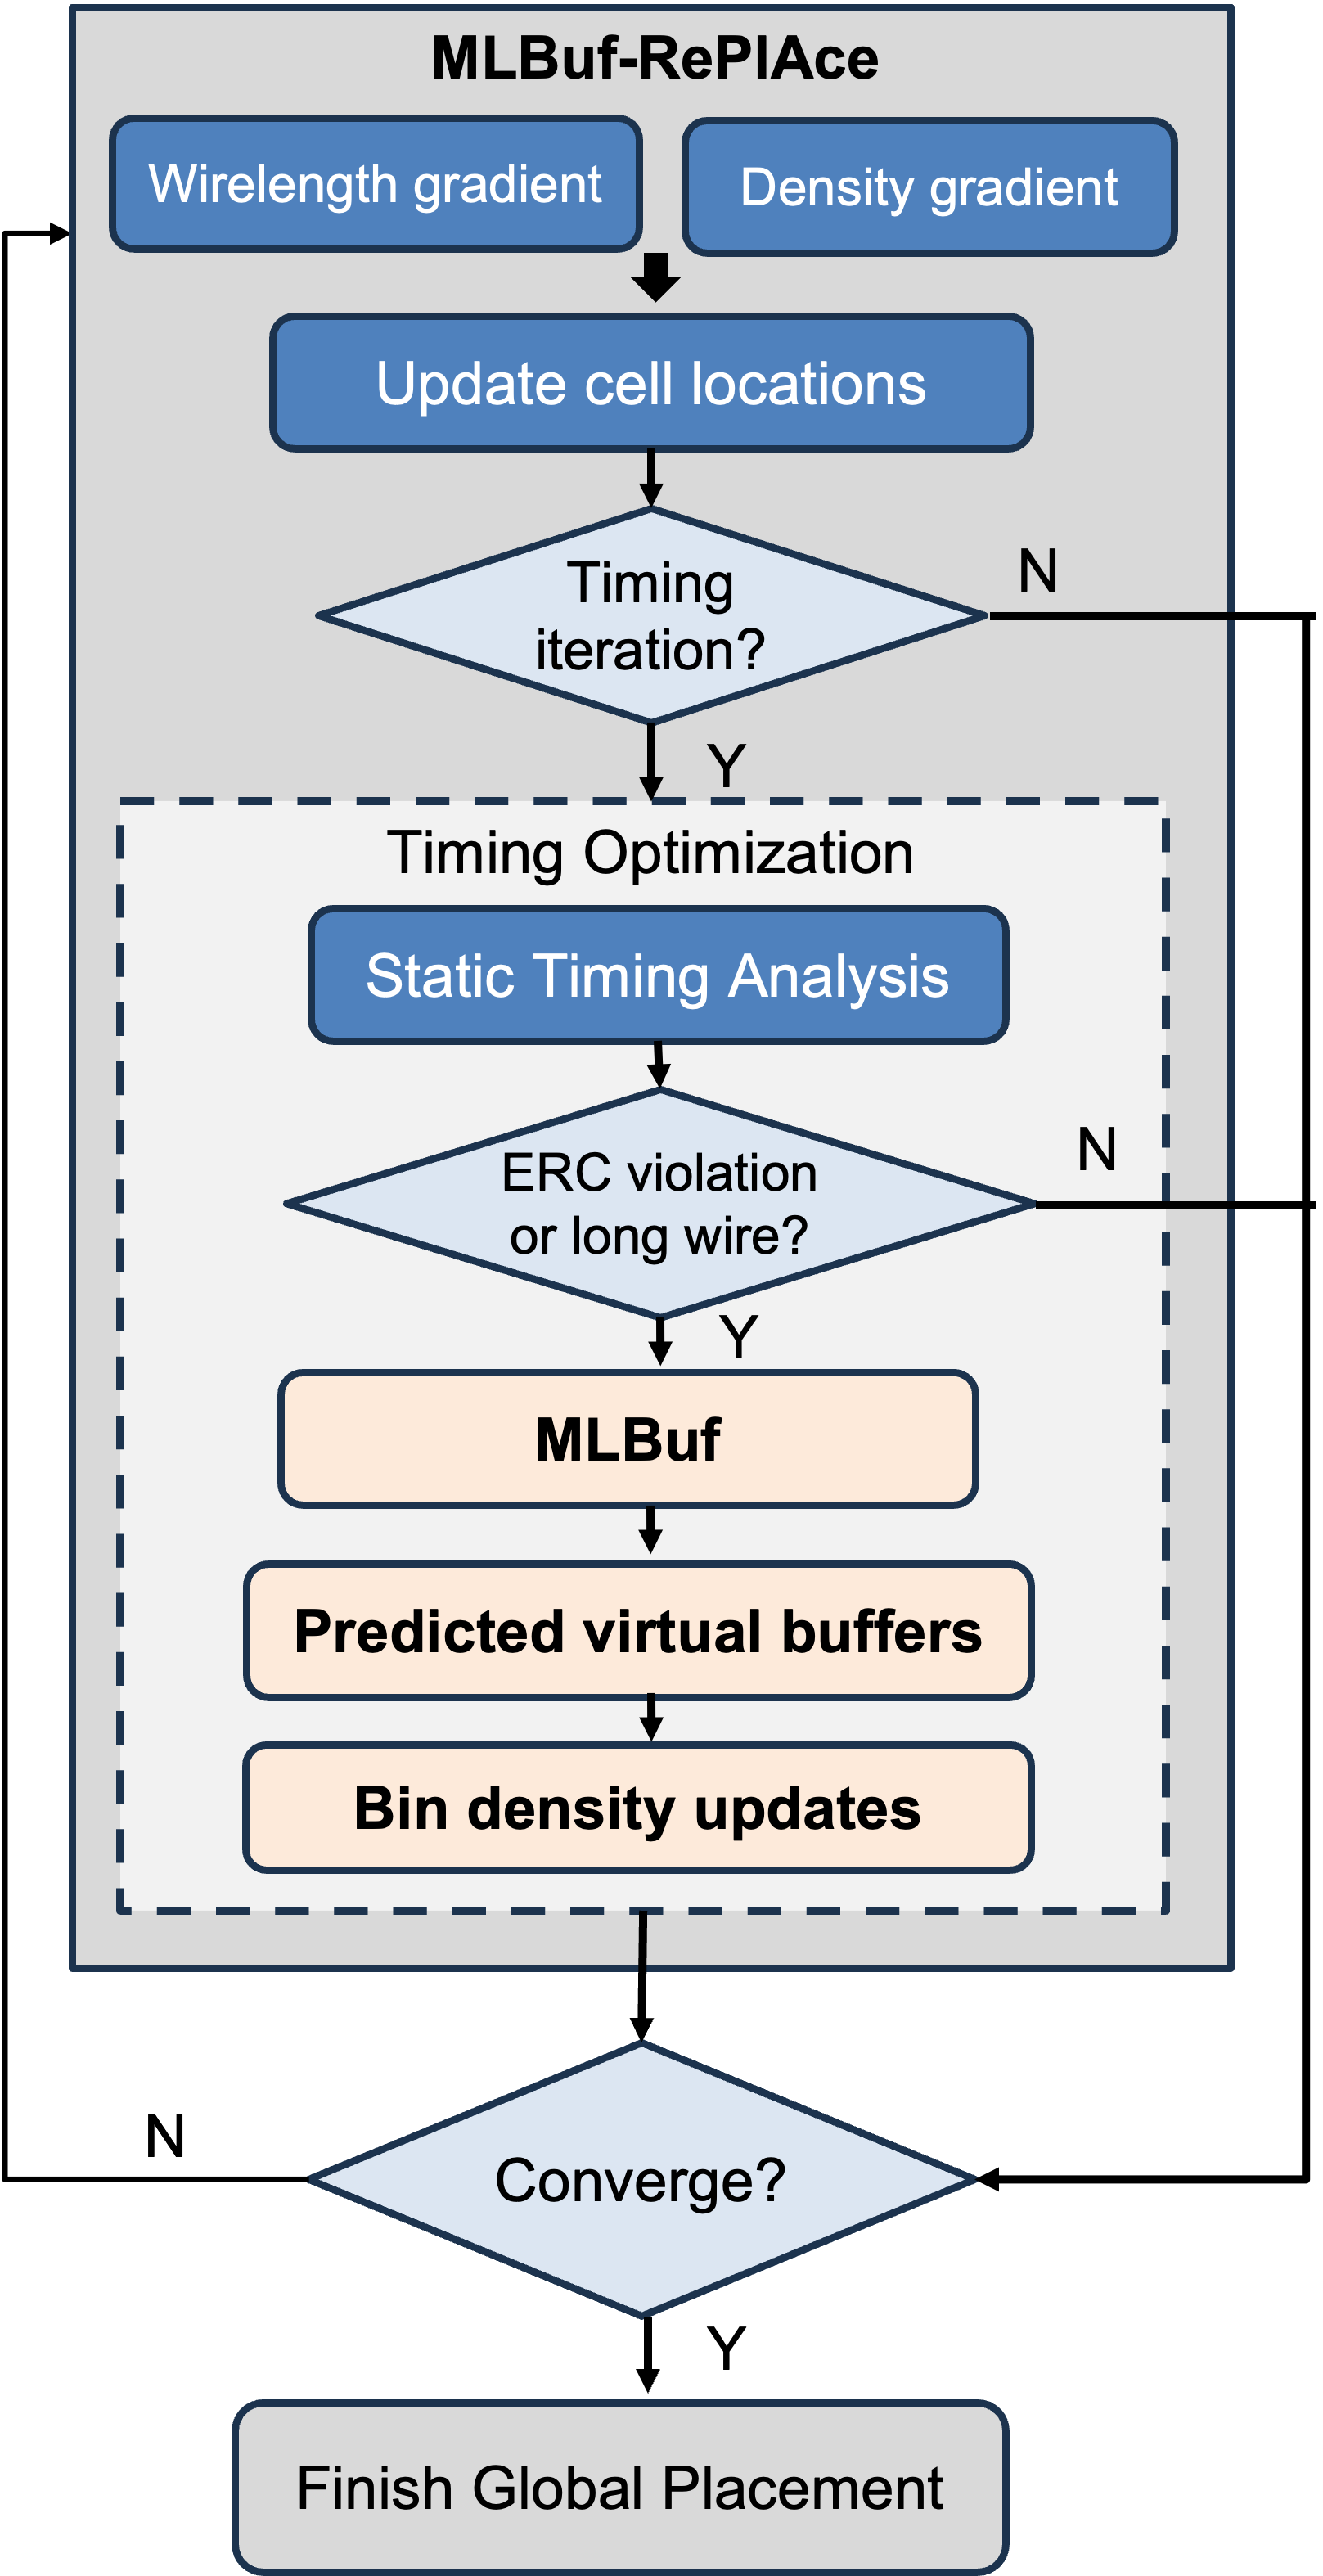 MLBuf-RePlAce
Wirelength gradient
Density gradient
Update cell locations
Timing
iteration?
N
Y
Timing Optimization
Static Timing Analysis
ERC violation
or long wire?
N
Y
MLBuf
Predicted virtual buffers
Bin density updates
N
Converge?
Y
Finish Global Placement